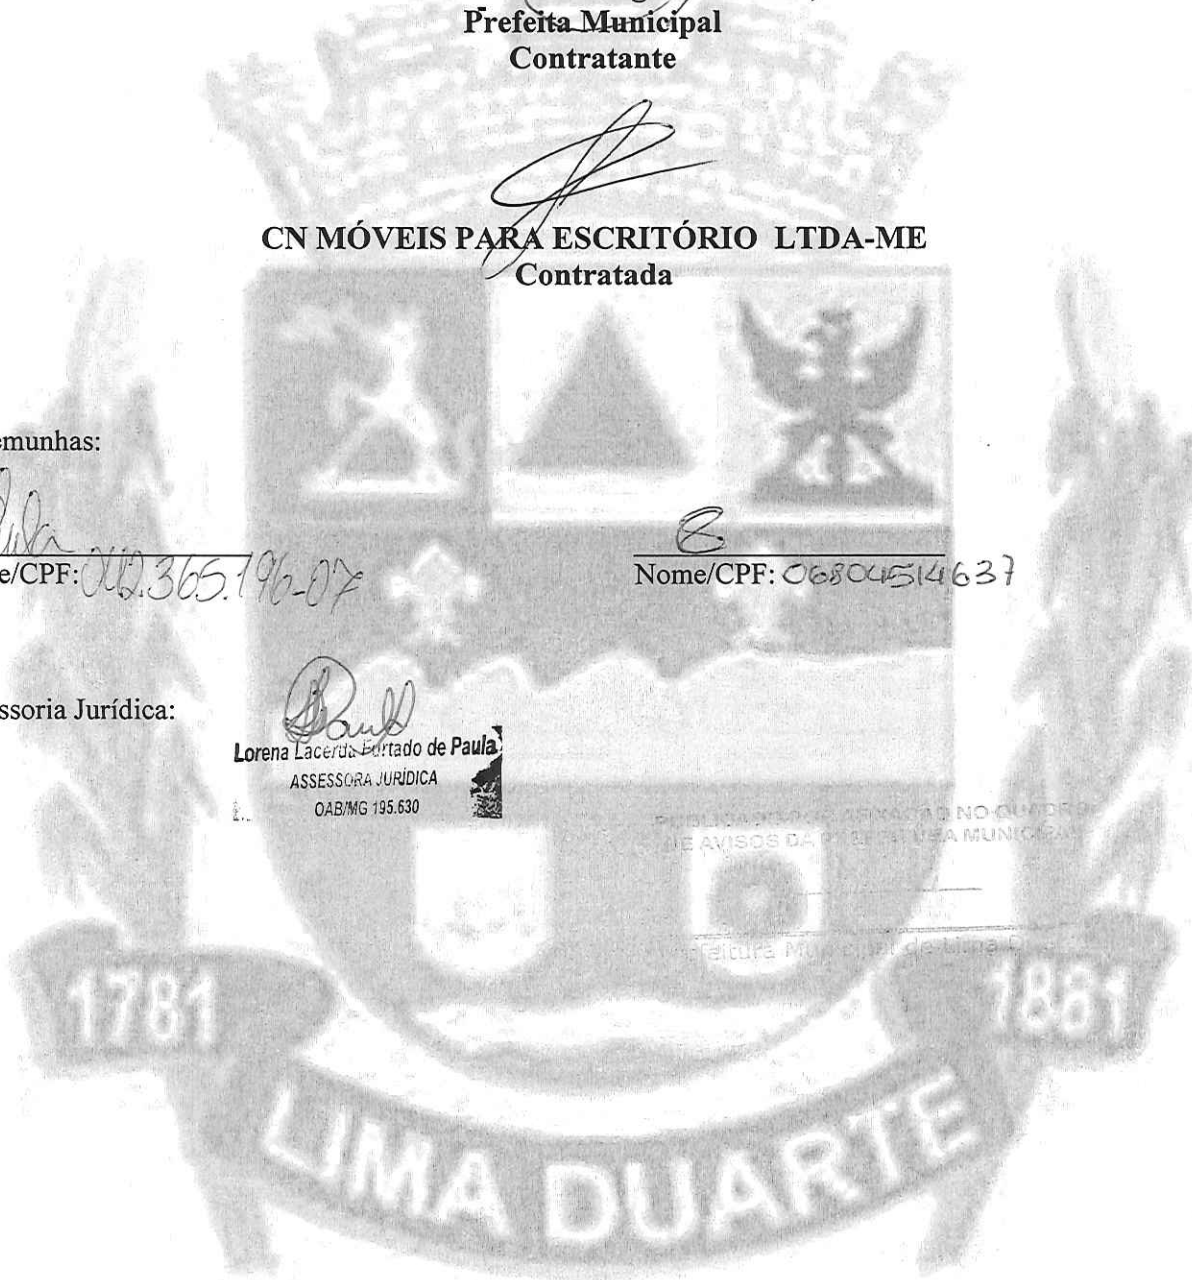 Prefeita Municipal
Contratante
CN MÓVEIS PARA ESCRITÓRIO LTDA-ME
Contratada
emunhas:
e/CPF: 042.365.196-07
Nome/CPF: 06804514637
ssoria Jurídica:
Lorena Lacerda Furtado de Paula
ASSESSORA JURÍDICA
OAB/MG 195.630
PUBLICADO POR AFIXAÇÃO NO QUADRO
DE AVISOS DA PREFEITURA MUNICIPAL
Prefeitura Municipal de Lima
1781
1881
LIMA DUARTE